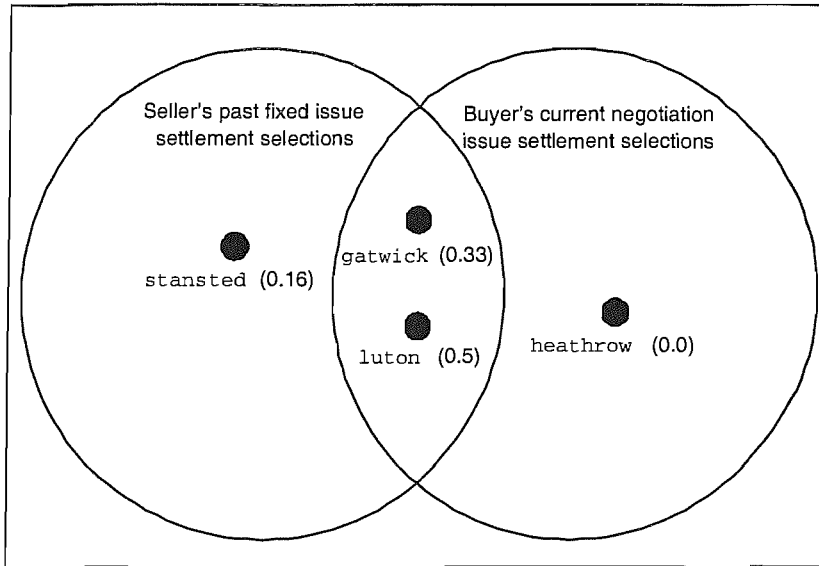 Seller's past fixed issue
settlement selections
Buyer's current negotiation
issue settlement selections
gatwick (0.33)
stansted (0.16)
luton (0.5)
heathrow (0.0)